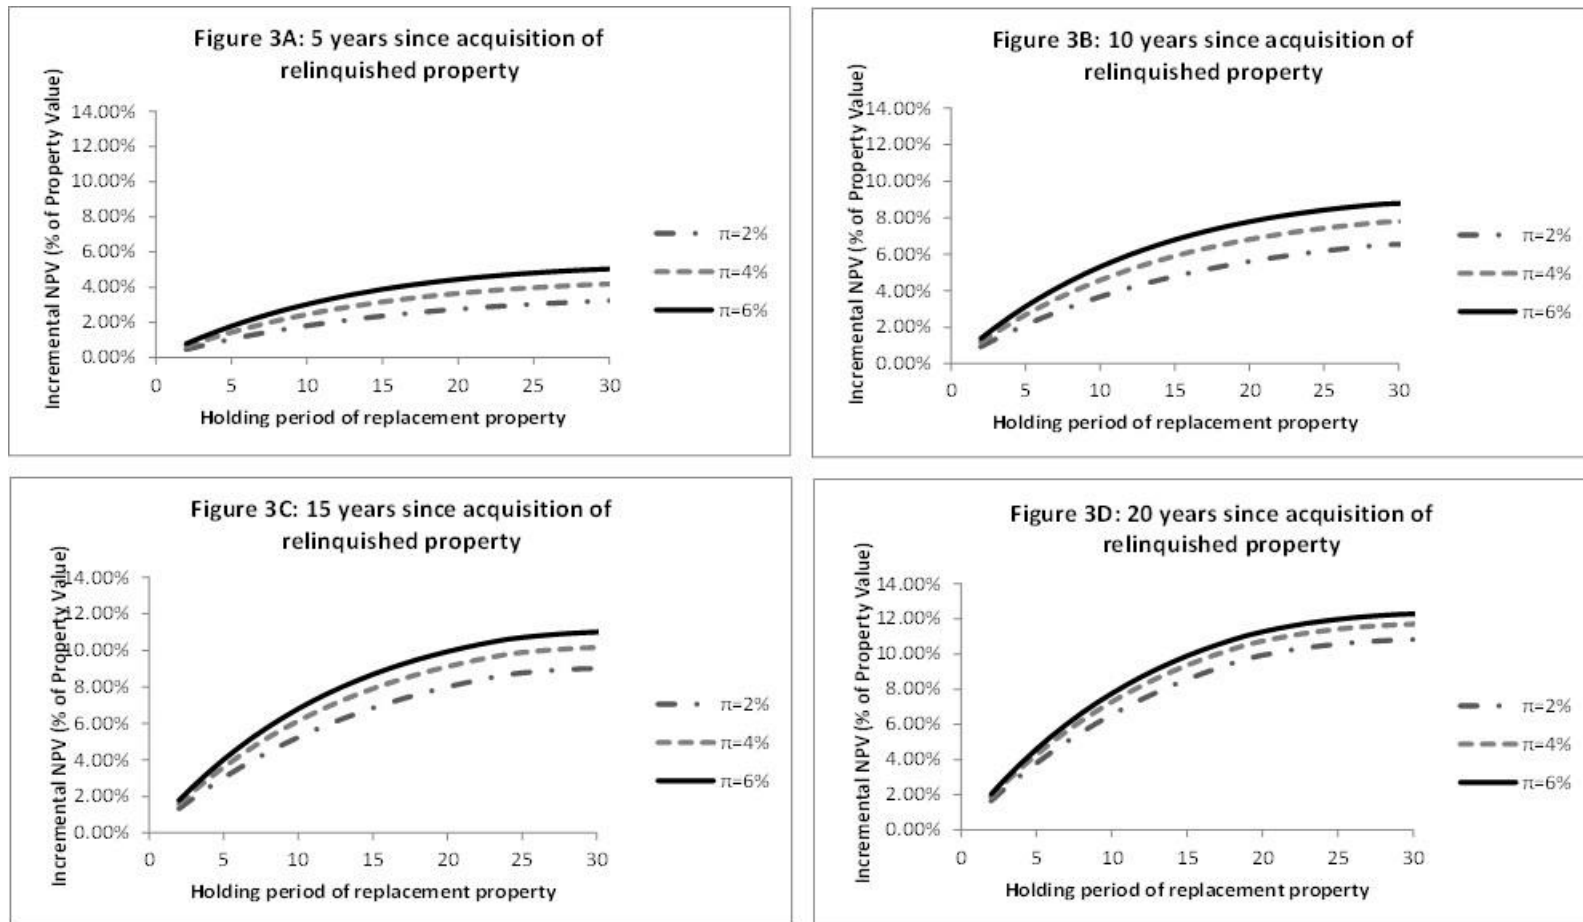 Figure 3A: 5 years since acquisition of
relinquished property
Incremental NPV (% of Property Value)
14.00%
12.00%
10.00%
8.00%
6.00%
4.00%
2.00%
0.00%
0 5 10 15 20 25 30
Holding period of replacement property
π=2%
π=4%
π=6%
Figure 3B: 10 years since acquisition of
relinquished property
Incremental NPV (% of Property Value)
14.00%
12.00%
10.00%
8.00%
6.00%
4.00%
2.00%
0.00%
0 5 10 15 20 25 30
Holding period of replacement property
π=2%
π=4%
π=6%
Figure 3C: 15 years since acquisition of
relinquished property
Incremental NPV (% of Property Value)
14.00%
12.00%
10.00%
8.00%
6.00%
4.00%
2.00%
0.00%
0 5 10 15 20 25 30
Holding period of replacement property
π=2%
π=4%
π=6%
Figure 3D: 20 years since acquisition of
relinquished property
Incremental NPV (% of Property Value)
14.00%
12.00%
10.00%
8.00%
6.00%
4.00%
2.00%
0.00%
0 5 10 15 20 25 30
Holding period of replacement property
π=2%
π=4%
π=6%